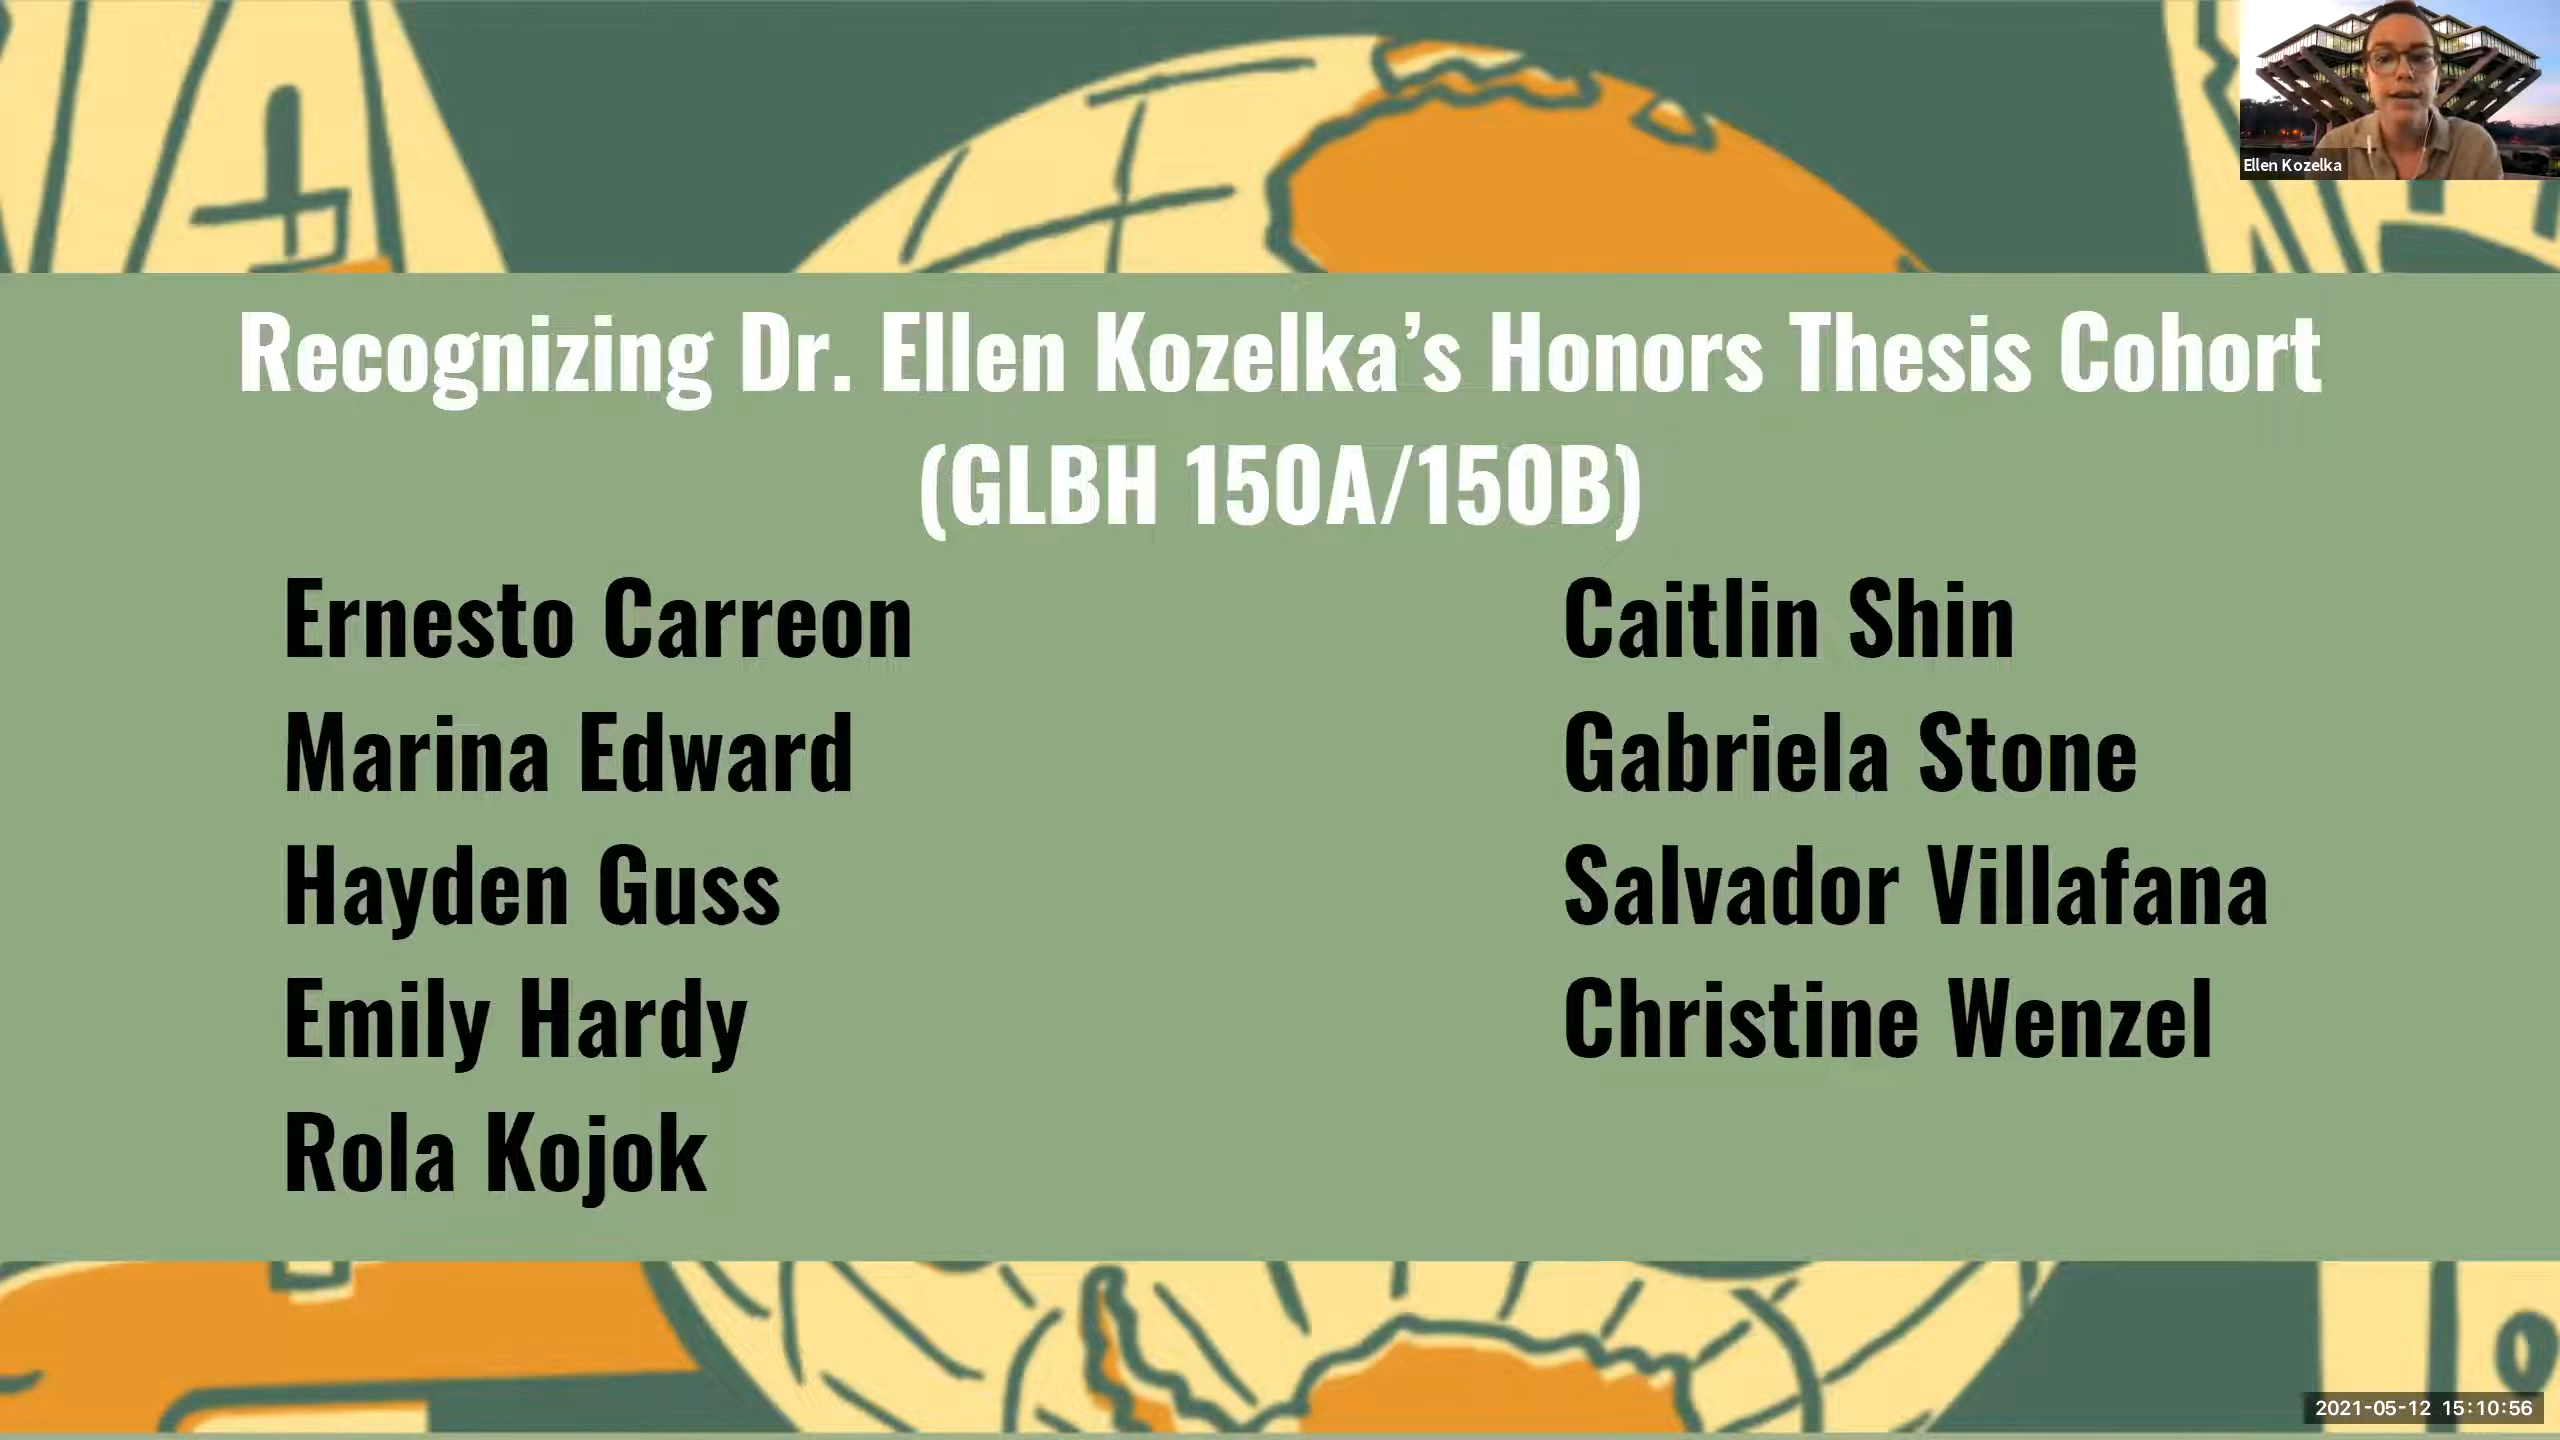 Ellen Kozelka
Recognizing Dr. Ellen Kozelka’s Honors Thesis Cohort
(GLBH 150A/150B)
Ernesto Carreon
Marina Edward
Hayden Guss
Emily Hardy
Rola Kojok
Caitlin Shin
Gabriela Stone
Salvador Villafana
Christine Wenzel
2021-05-12 15:10:56